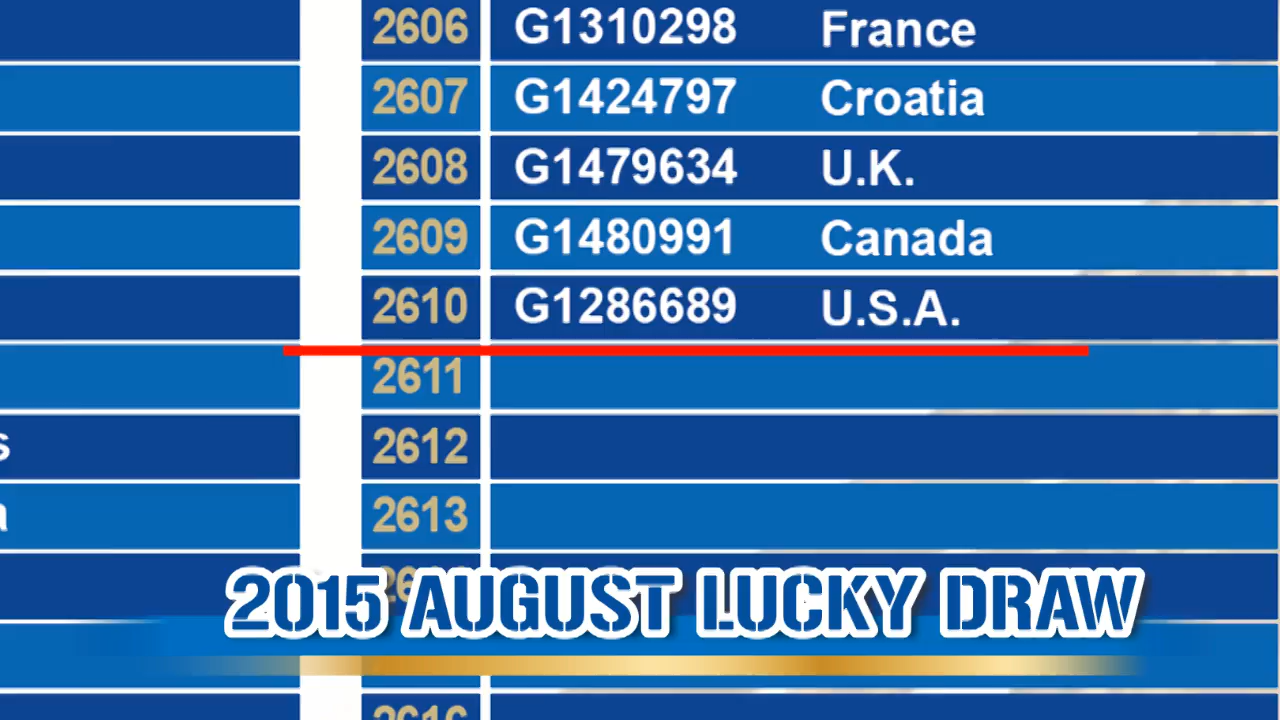 2606 G1310298 France
2607 G1424797 Croatia
2608 G1479634 U.K.
2609 G1480991 Canada
2610 G1286689 U.S.A.
2611
2612
2613
2015 AUGUST LUCKY DRAW
2616